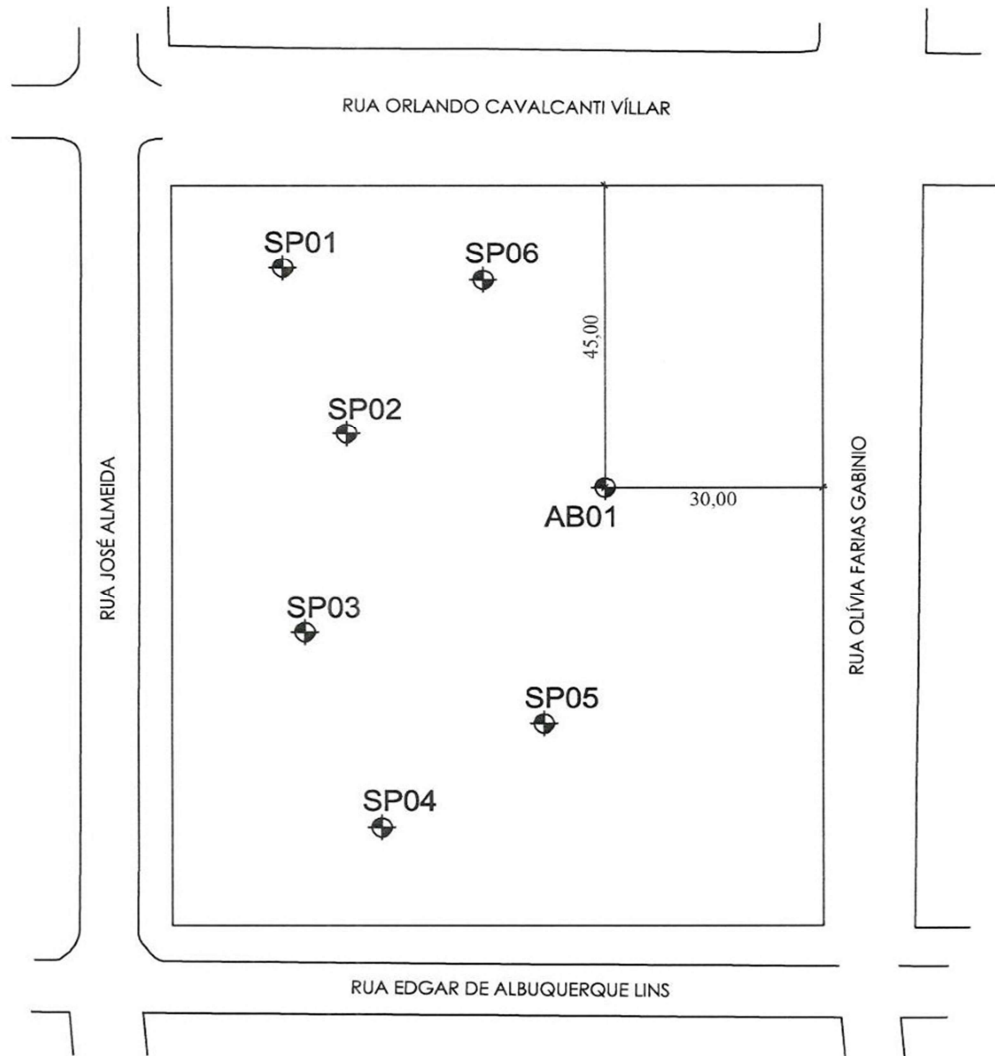 RUA ORLANDO CAVALCANTI VÍLLAR
SP01
SP06
45,00
SP02
30,00
AB01
RUA JOSÉ ALMEIDA
RUA OLÍVIA FARIAS GABINIO
SP03
SP05
SP04
RUA EDGAR DE ALBUQUERQUE LINS